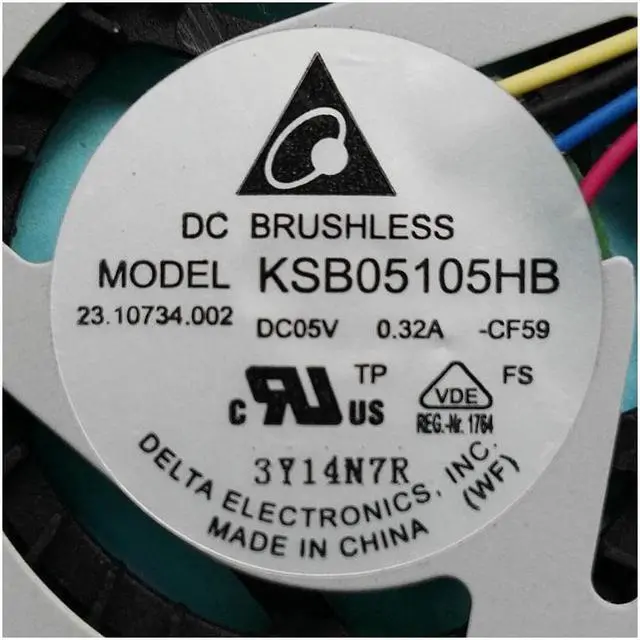 DC BRUSHLESS
MODEL KSB05105HB
23.10734.002 DC05V 0.32A -CF59
c RU US TP VDE FS
REG.-Nr. 1764
3Y14N7R
DELTA ELECTRONICS, INC.
MADE IN CHINA (WF)